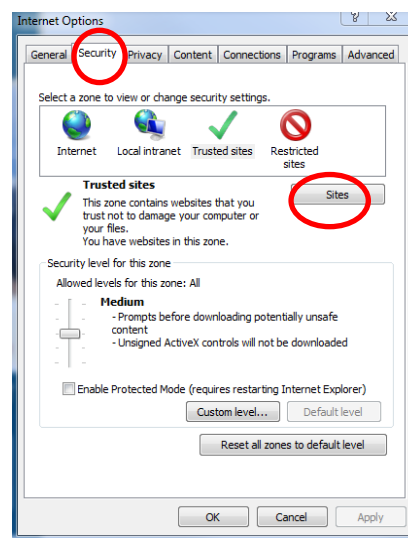 Internet Options
General Security Privacy Content Connections Programs Advanced
Select a zone to view or change security settings.
Internet Local intranet Trusted sites Restricted
sites
Trusted sites
Sites
This zone contains websites that you
trust not to damage your computer or
your files.
You have websites in this zone.
Security level for this zone
Allowed levels for this zone: All
Medium
- Prompts before downloading potentially unsafe
content
- Unsigned ActiveX controls will not be downloaded
Enable Protected Mode (requires restarting Internet Explorer)
Custom level... Default level
Reset all zones to default level
OK Cancel Apply